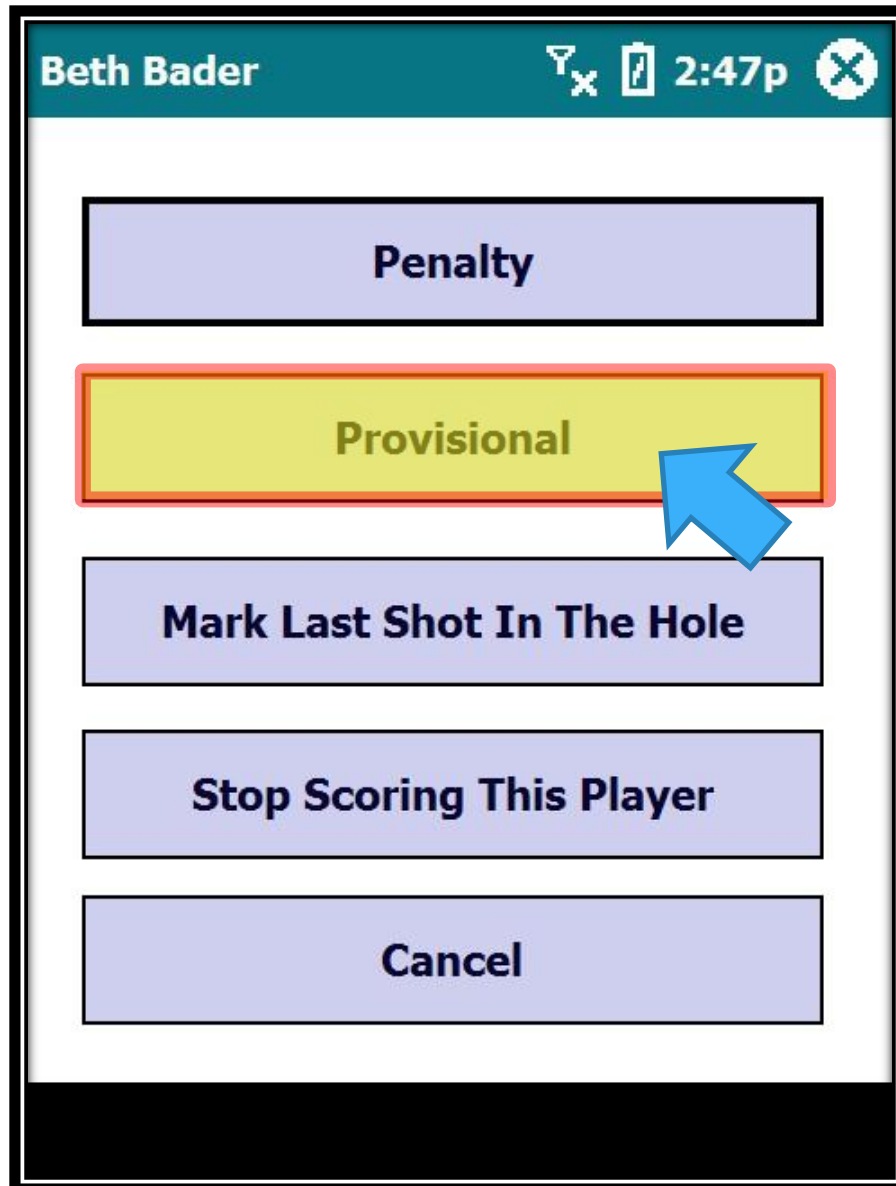 Beth Bader 2:47p
Penalty
Provisional
Mark Last Shot In The Hole
Stop Scoring This Player
Cancel